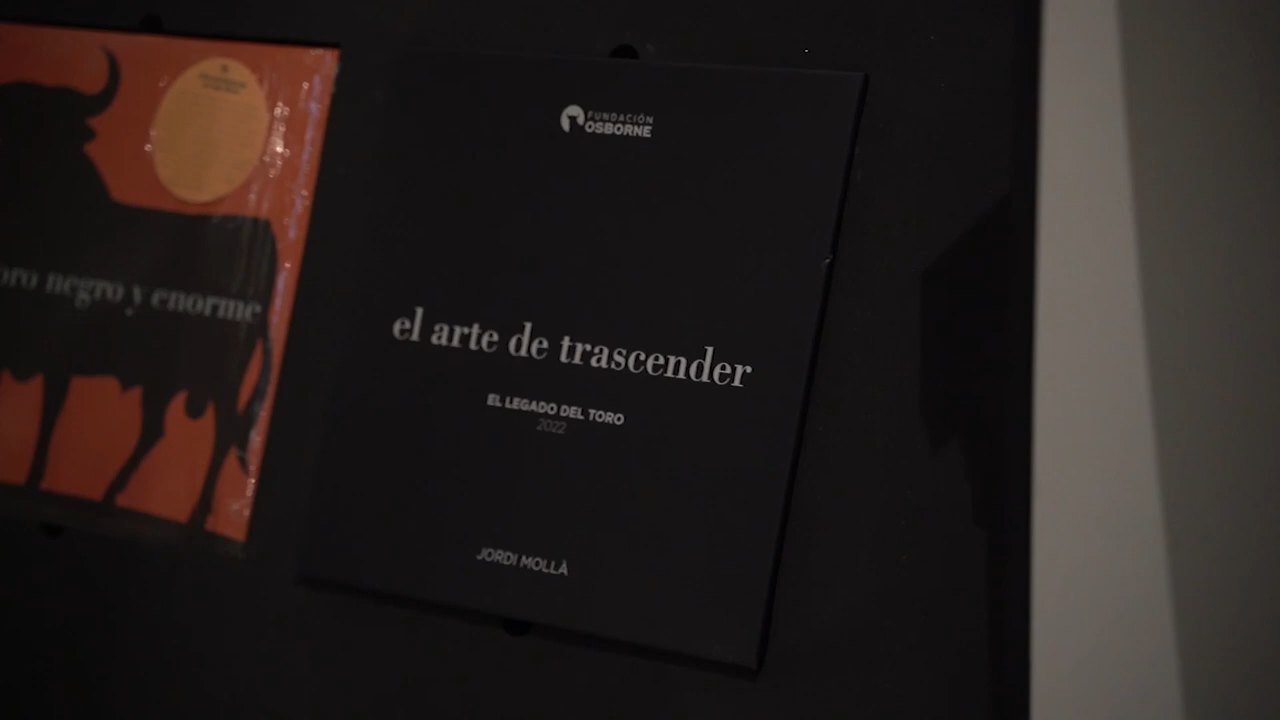 oro negro y enorme
FUNDACIÓN
OSBORNE
el arte de trascender
EL LEGADO DEL TORO
2022
JORDI MOLLÀ